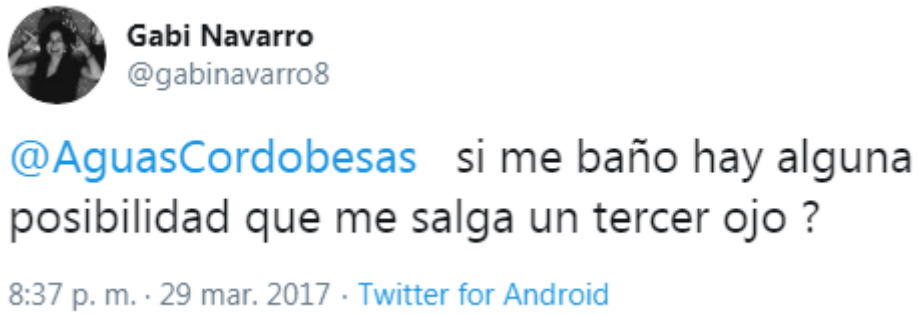 Gabi Navarro
@gabinavarro8
@AguasCordobesas si me baño hay alguna
posibilidad que me salga un tercer ojo ?
8:37 p. m. · 29 mar. 2017 · Twitter for Android